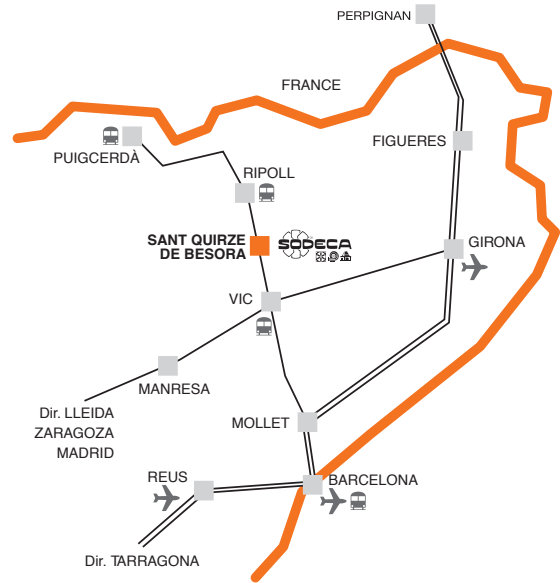 PERPIGNAN
FRANCE
FIGUERES
PUIGCERDÀ
RIPOLL
SANT QUIRZE
DE BESORA
SODECA
GIRONA
VIC
MANRESA
Dir. LLEIDA
ZARAGOZA
MADRID
MOLLET
REUS
BARCELONA
Dir. TARRAGONA